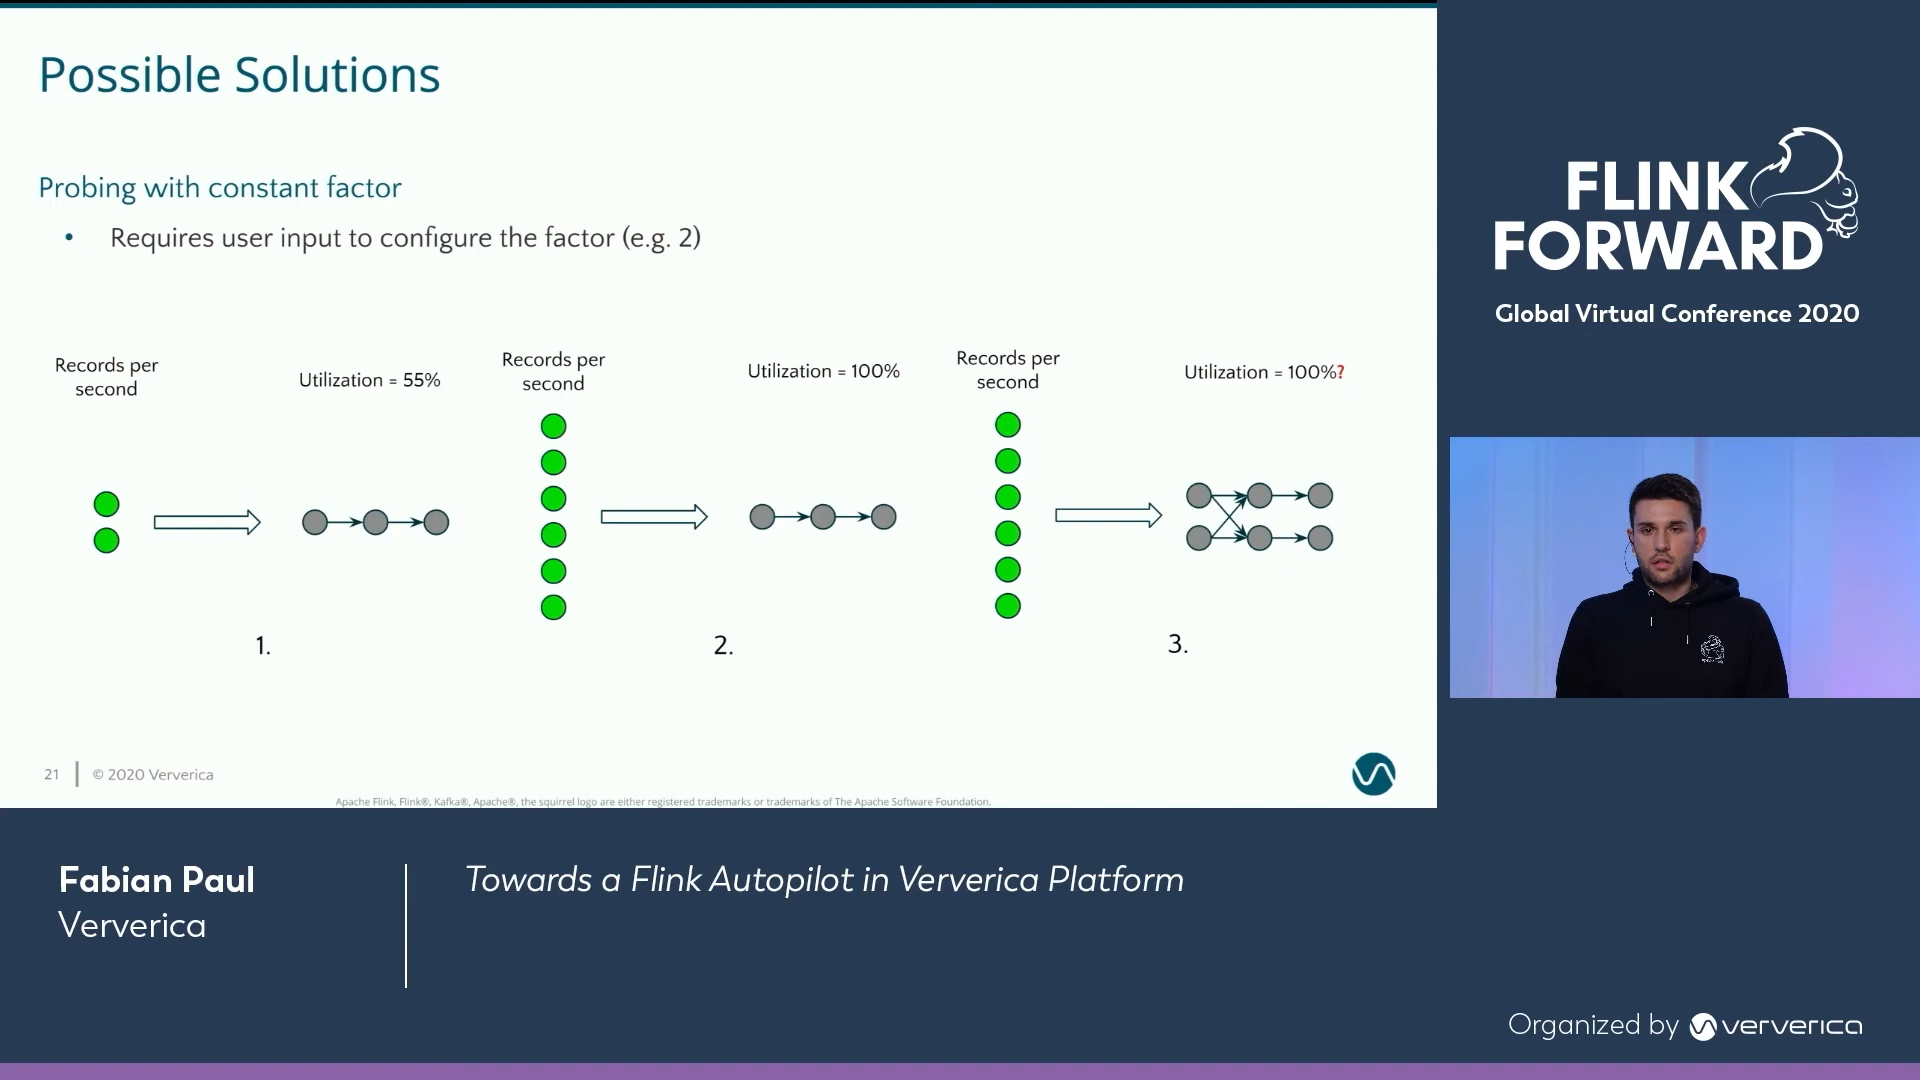 Possible Solutions
Probing with constant factor
• Requires user input to configure the factor (e.g. 2)
Records per
second
Utilization = 55%
Records per
second
Utilization = 100%
Records per
second
Utilization = 100%?
1.
2.
3.
21
© 2020 Ververica
Apache Flink, Flink®, Kafka®, Apache®, the squirrel logo are either registered trademarks or trademarks of The Apache Software Foundation.
FLINK
FORWARD
Global Virtual Conference 2020
Fabian Paul
Ververica
Towards a Flink Autopilot in Ververica Platform
Organized by ververica